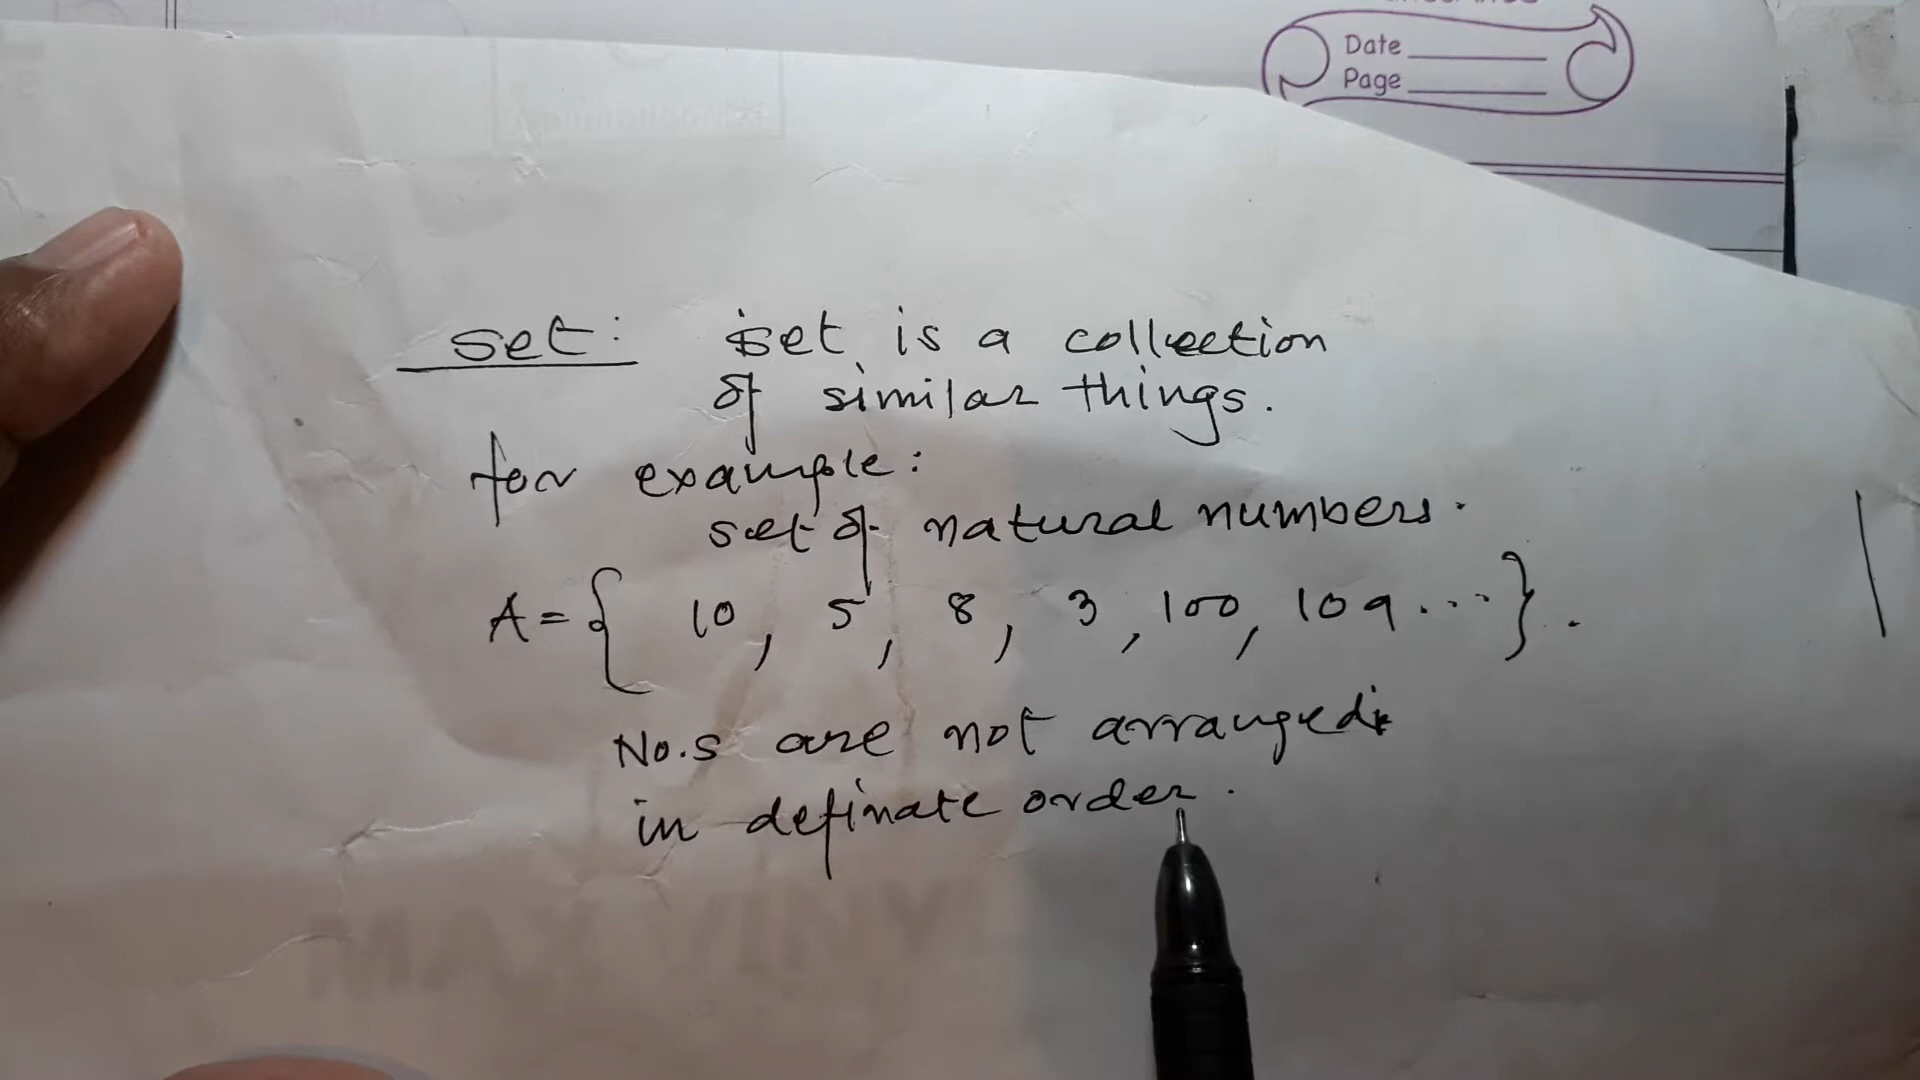 Date
Page
set: set is a collection
of similar things.
for example:
set of natural numbers.
A = { 10, 5, 8, 3, 100, 109 ... }.
No.s are not arranged
in definate order.